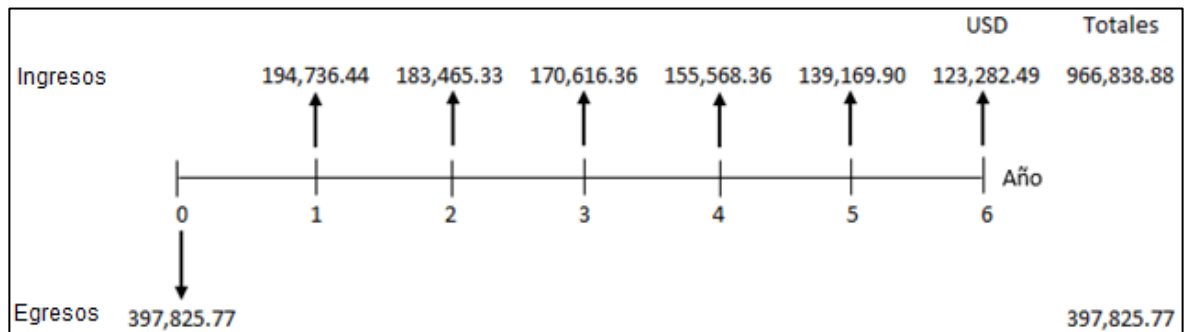 USD Totales
Ingresos 194,736.44 183,465.33 170,616.36 155,568.36 139,169.90 123,282.49 966,838.88
Año
0 1 2 3 4 5 6
Egresos 397,825.77 397,825.77